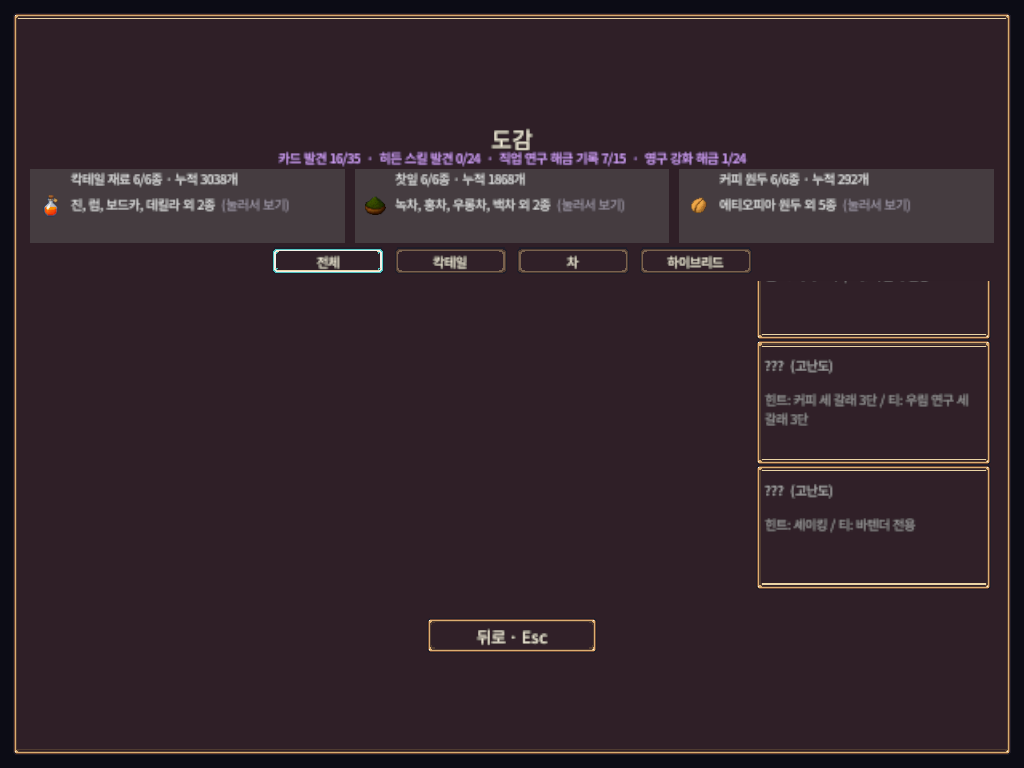 도감
카드 발견 16/35 · 히든 스킬 발견 0/24 · 직업 연구 해금 기록 7/15 · 영구 강화 해금 1/24
칵테일 재료 6/6종 · 누적 3038개
진, 럼, 보드카, 데킬라 외 2종 (눌러서 보기)
찻잎 6/6종 · 누적 1868개
녹차, 홍차, 우롱차, 백차 외 2종 (눌러서 보기)
커피 원두 6/6종 · 누적 292개
에티오피아 원두 외 5종 (눌러서 보기)
전체
칵테일
차
하이브리드
??? (고난도)
힌트: 커피 세 갈래 3단 / 티: 우림 연구 세
갈래 3단
??? (고난도)
힌트: 셰이킹 / 티: 바텐더 전용
뒤로 · Esc